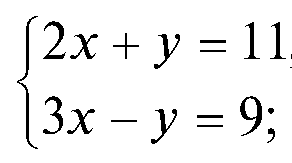 2x + y = 11,
3x − y = 9;